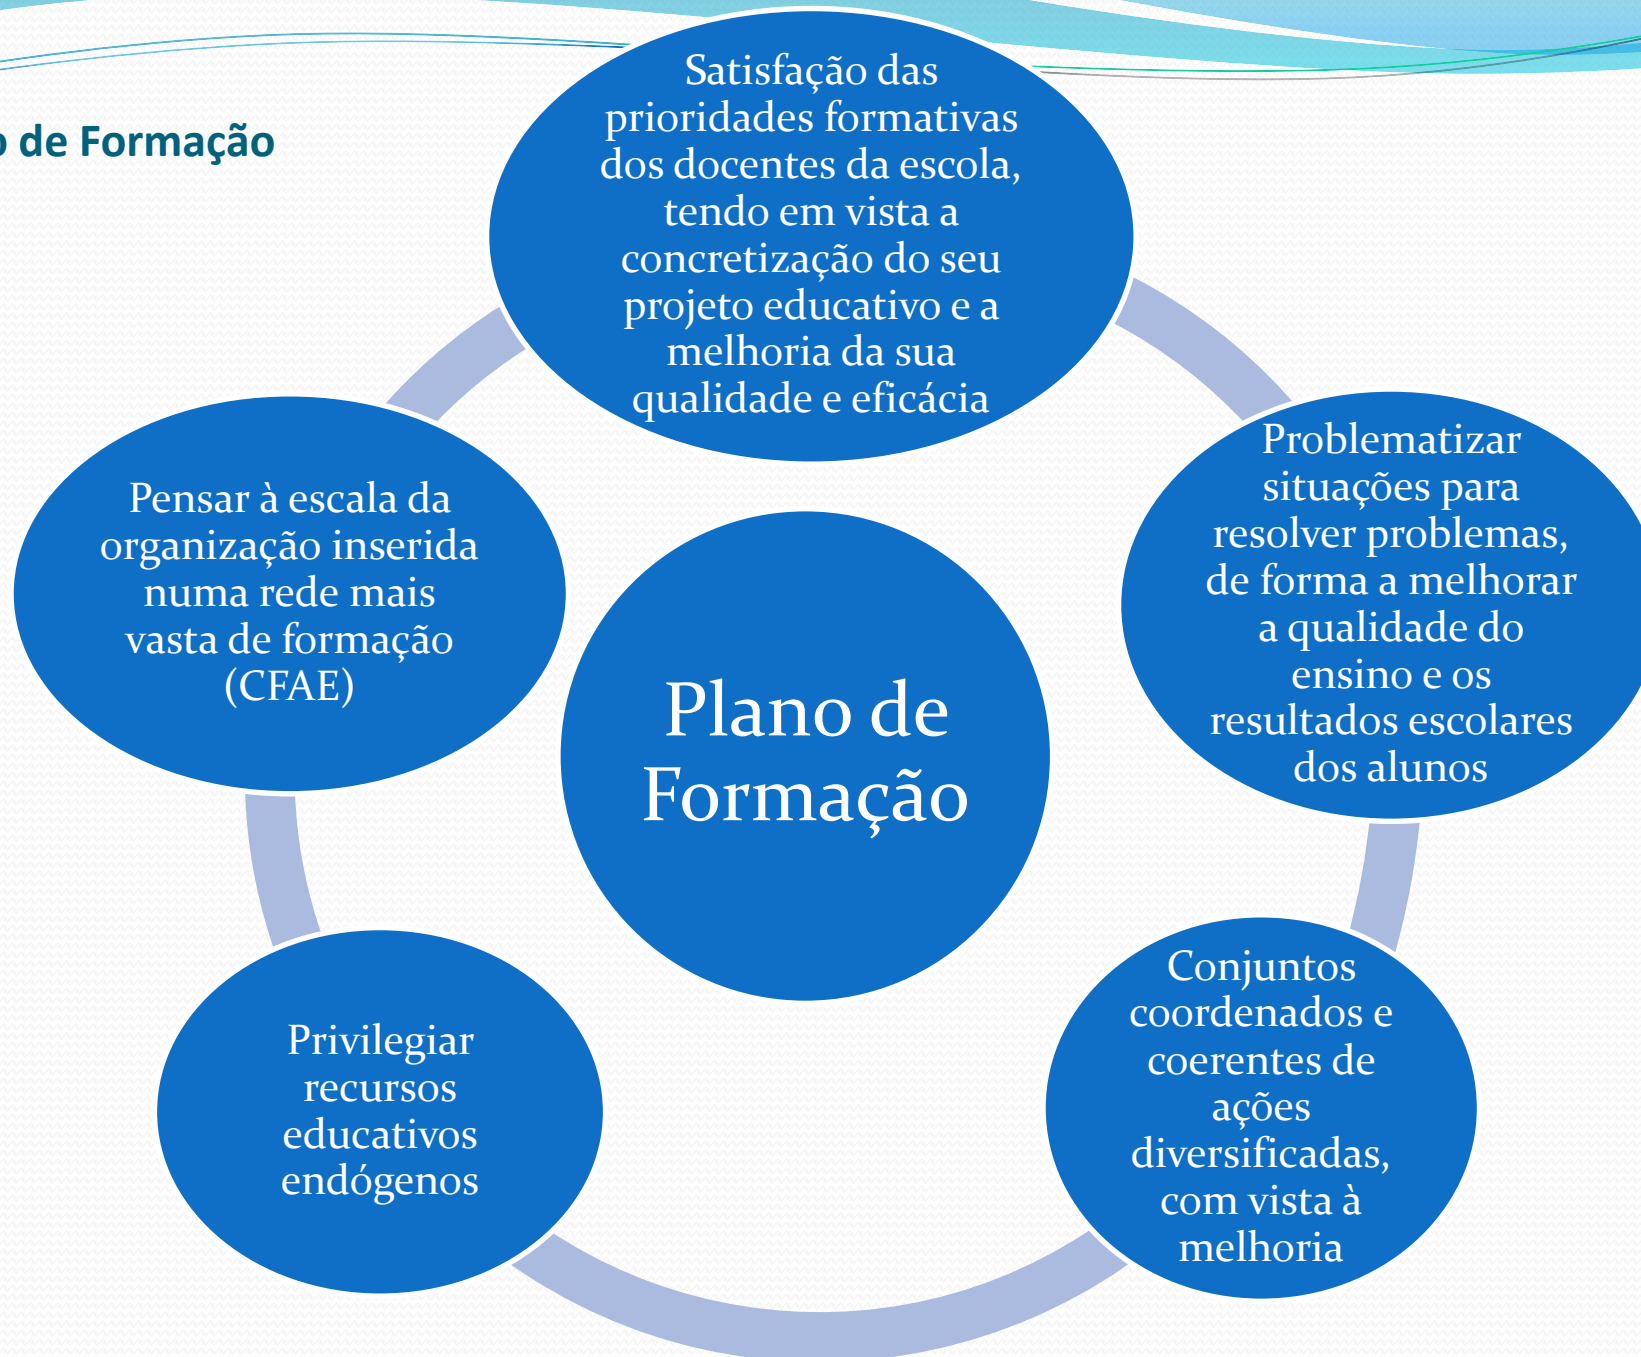 de Formação
Satisfação das
prioridades formativas
dos docentes da escola,
tendo em vista a
concretização do seu
projeto educativo e a
melhoria da sua
qualidade e eficácia
Problematizar
situações para
resolver problemas,
de forma a melhorar
a qualidade do
ensino e os
resultados escolares
dos alunos
Conjuntos
coordenados e
coerentes de
ações
diversificadas,
com vista à
melhoria
Privilegiar
recursos
educativos
endógenos
Pensar à escala da
organização inserida
numa rede mais
vasta de formação
(CFAE)
Plano de
Formação